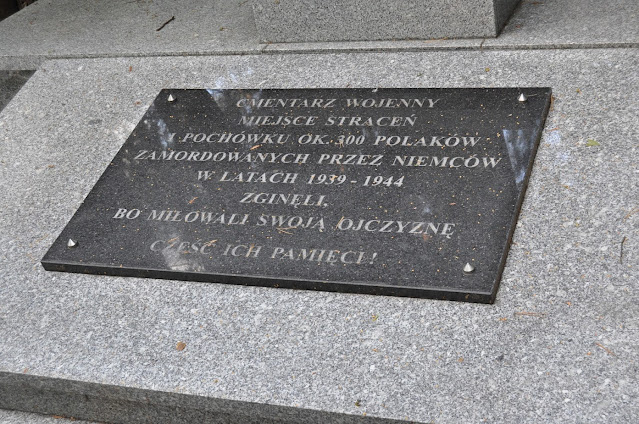 CMENTARZ WOJENNY
MIEJSCE STRACEŃ
I POCHÓWKU OK. 300 POLAKÓW
ZAMORDOWANYCH PRZEZ NIEMCÓW
W LATACH 1939 - 1944
ZGINĘLI,
BO MIŁOWALI SWOJĄ OJCZYZNĘ
CZEŚĆ ICH PAMIĘCI !